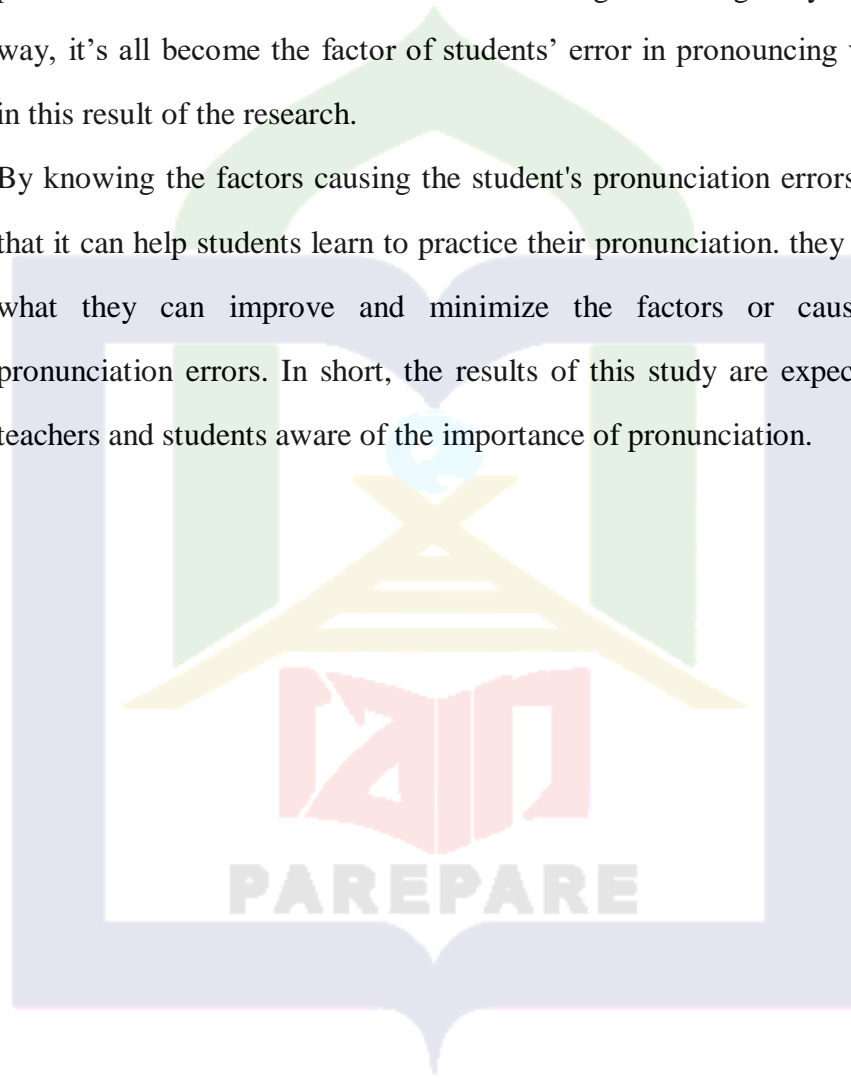 way, it’s all become the factor of students’ error in pronouncing
in this result of the research.
By knowing the factors causing the student's pronunciation errors
that it can help students learn to practice their pronunciation. they
what they can improve and minimize the factors or
pronunciation errors. In short, the results of this study are
teachers and students aware of the importance of pronunciation.
PAREPARE